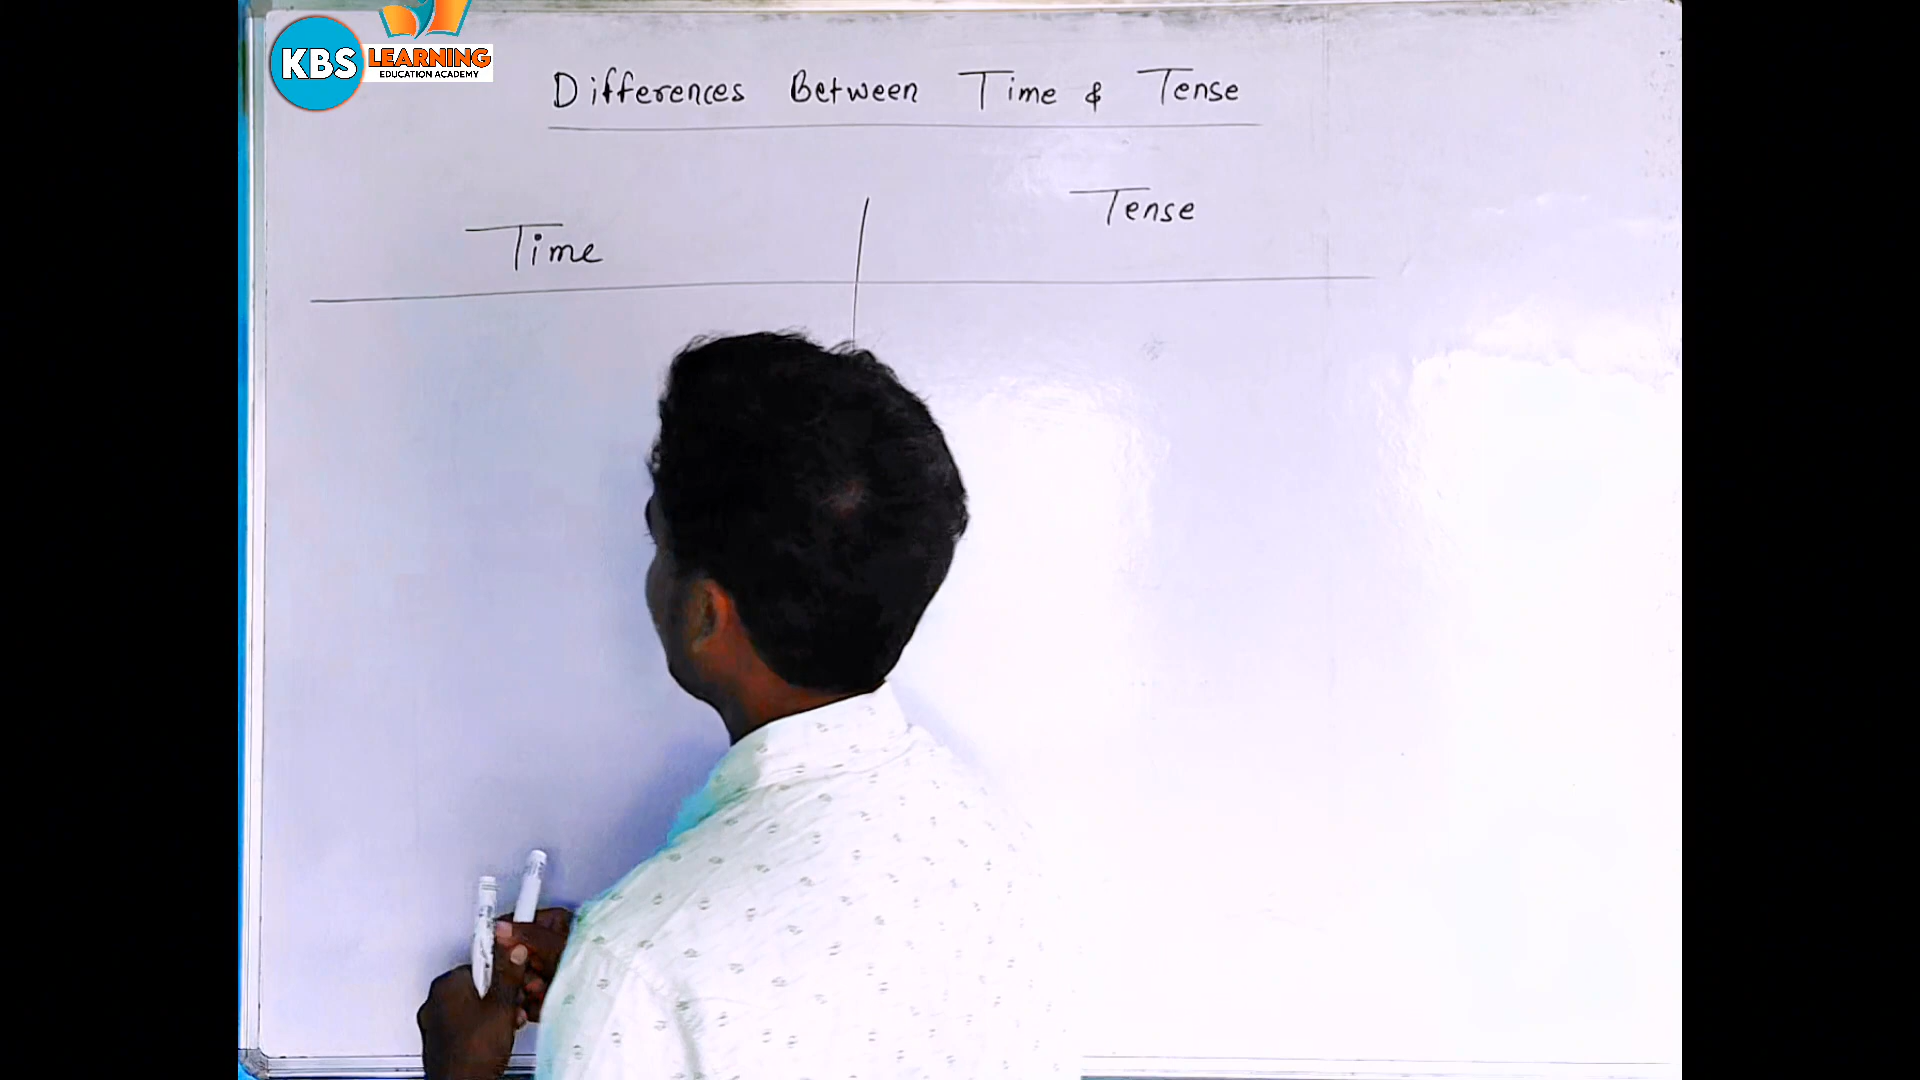 KBS LEARNING
EDUCATION ACADEMY
Differences Between Time & Tense
Time
Tense